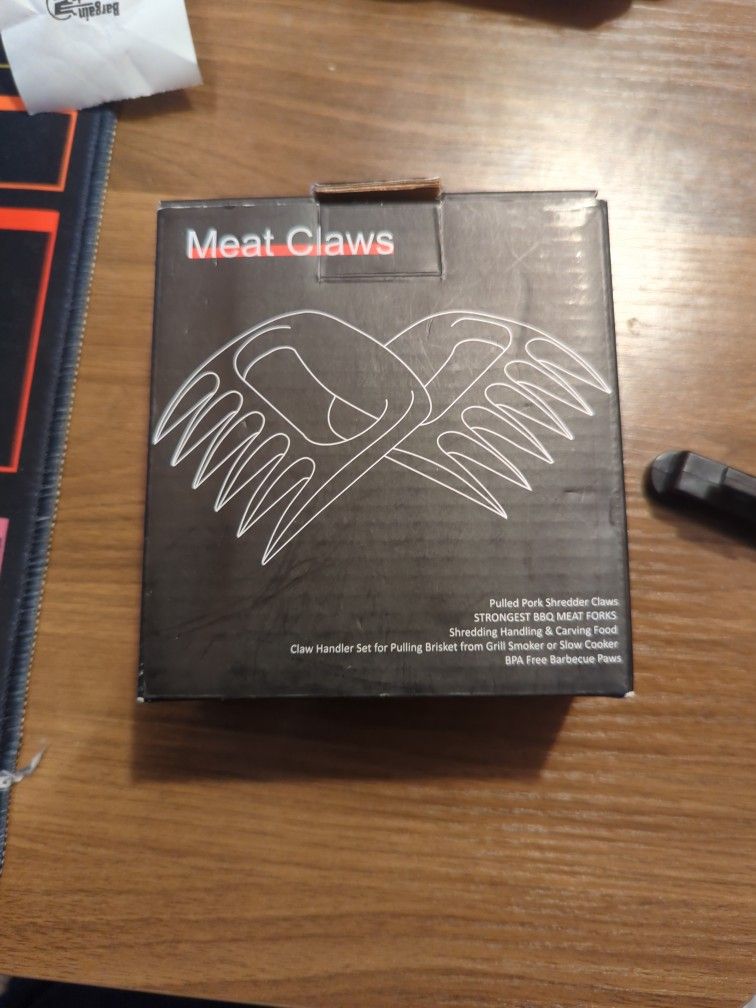 Bargain
Meat Claws
Pulled Pork Shredder Claws
STRONGEST BBQ MEAT FORKS
Shredding Handling & Carving Food
Claw Handler Set for Pulling Brisket from Grill Smoker or Slow Cooker
BPA Free Barbecue Paws